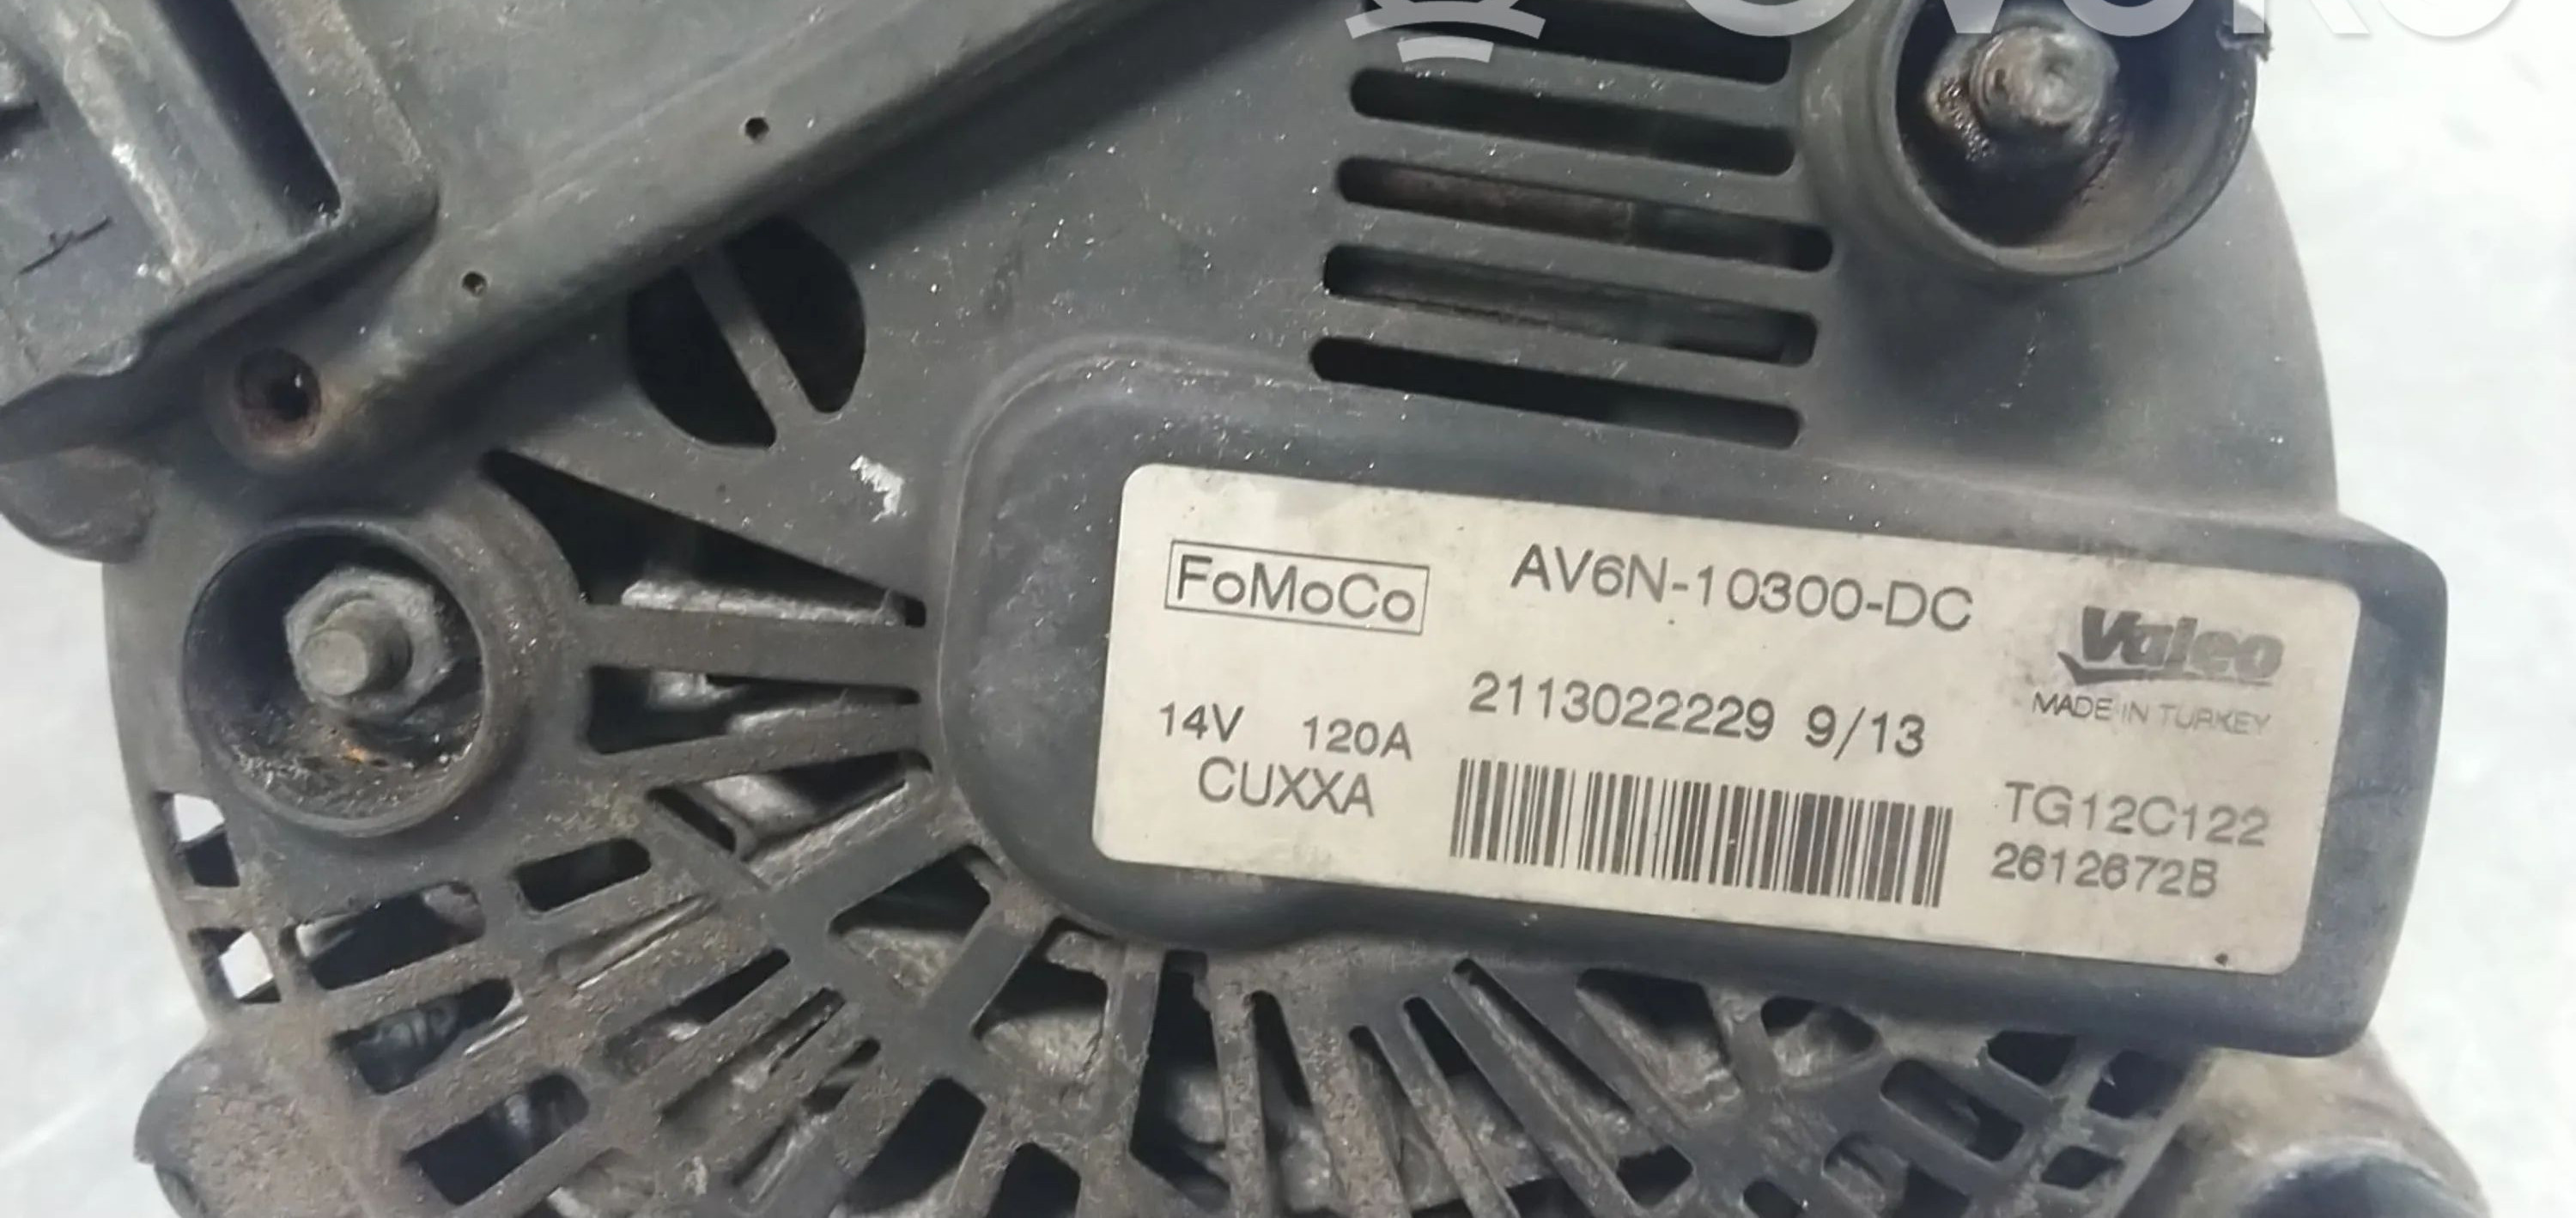 FoMoCo
AV6N-10300-DC
Valeo
MADE IN TURKEY
2113022229 9/13
14V 120A
CUXXA
TG12C122
2612672B